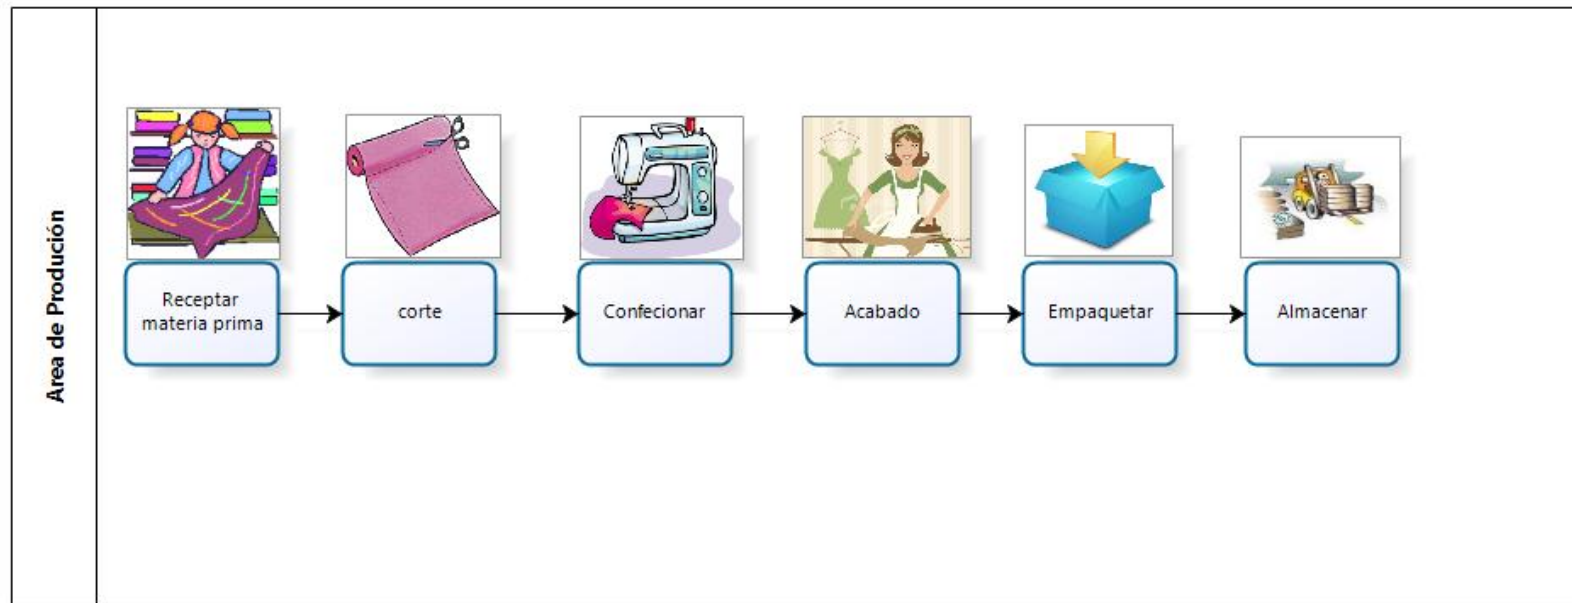 Area de Produción
Receptar
materia prima
corte
Confecionar
Acabado
Empaquetar
Almacenar